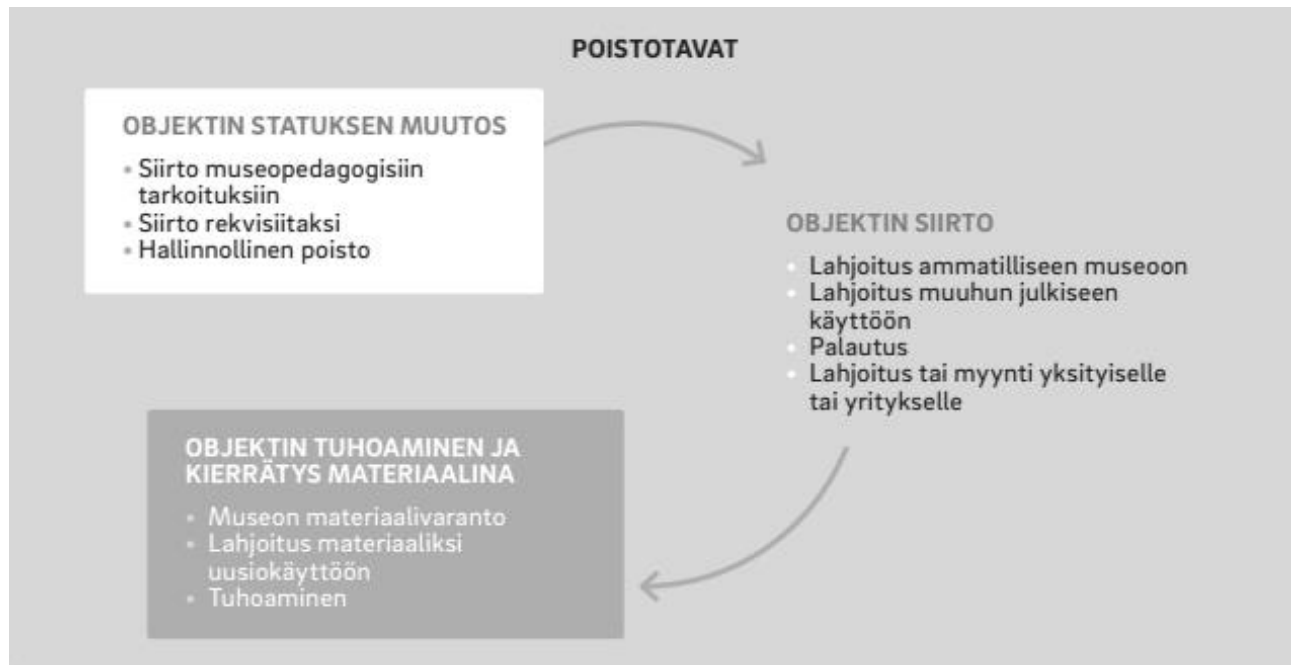 POISTOTAVAT
OBJEKTIN STATUKSEN MUUTOS
• Siirto museopedagogisiin
tarkoituksiin
• Siirto rekvisiitaksi
• Hallinnollinen poisto
OBJEKTIN SIIRTO
• Lahjoitus ammatilliseen museoon
• Lahjoitus muuhun julkiseen
käyttöön
• Palautus
• Lahjoitus tai myynti yksityiselle
tai yritykselle
OBJEKTIN TUHOAMINEN JA
KIERRÄTYS MATERIAALINA
• Museon materiaalivaranto
• Lahjoitus materiaaliksi
uusiokäyttöön
• Tuhoaminen